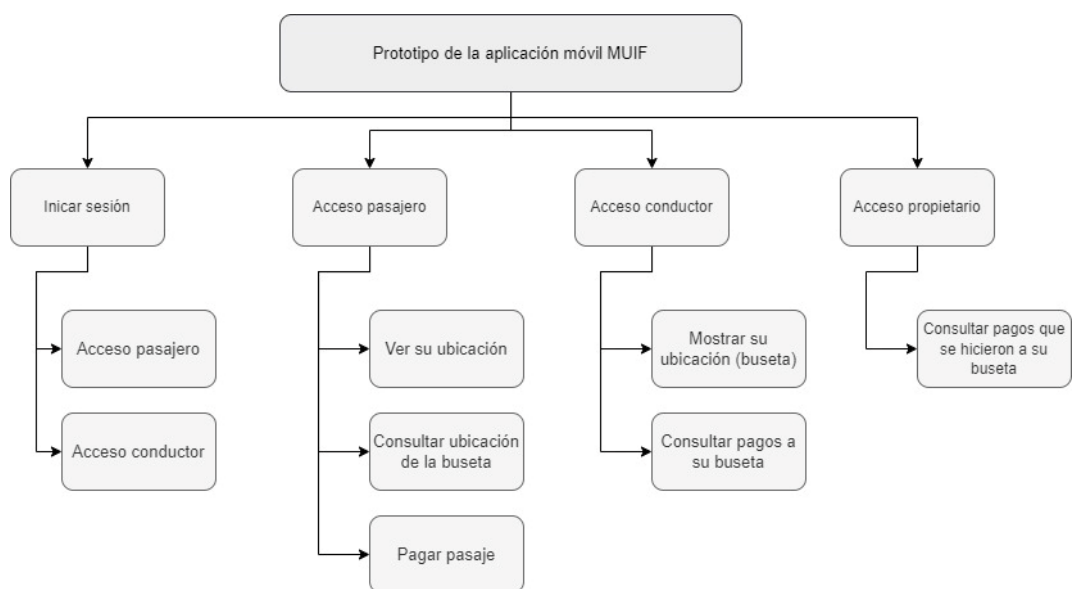 Prototipo de la aplicación móvil MUIF
Inicar sesión
Acceso pasajero
Acceso conductor
Acceso propietario
Acceso pasajero
Acceso conductor
Ver su ubicación
Consultar ubicación
de la buseta
Pagar pasaje
Mostrar su
ubicación (buseta)
Consultar pagos a
su buseta
Consultar pagos que
se hicieron a su
buseta